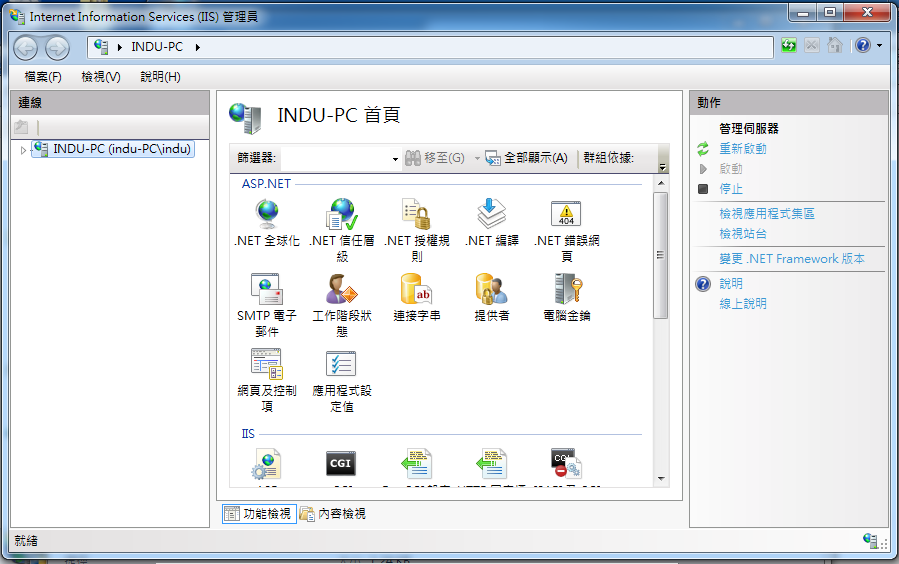 Internet Information Services (IIS) 管理員
INDU-PC
檔案(F) 檢視(V) 說明(H)
連線
INDU-PC (indu-PC\indu)
INDU-PC 首頁
篩選器: 移至(G) 全部顯示(A) 群組依據:
ASP.NET
.NET 全球化
.NET 信任層
級
.NET 授權規
則
.NET 編譯
.NET 錯誤網
頁
404
SMTP 電子
郵件
工作階段狀
態
ab
連接字串
提供者
電腦金鑰
網頁及控制
項
應用程式設
定值
IIS
CGI
功能檢視 內容檢視
動作
管理伺服器
重新啟動
啟動
停止
檢視應用程式集區
檢視站台
變更 .NET Framework 版本
說明
線上說明
就緒